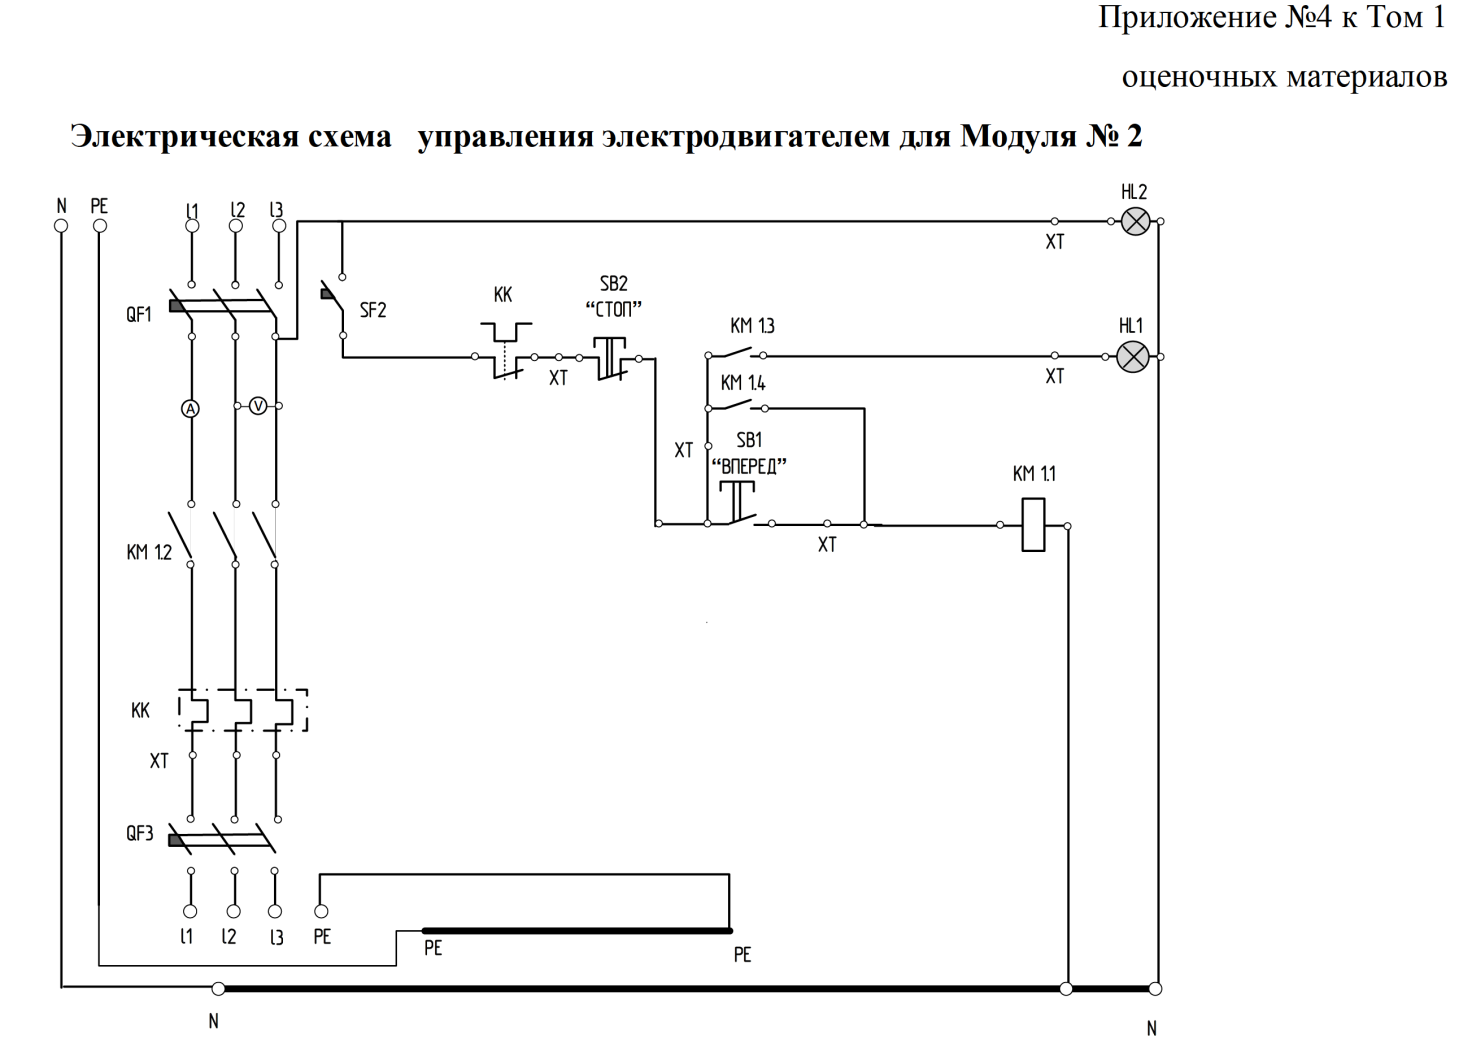 Приложение №4 к Том 1
оценочных материалов
Электрическая схема управления электродвигателем для Модуля № 2
N PE l1 l2 l3
HL2
XT
QF1
SF2
KK
SB2
“СТОП”
XT
KM 1.3
HL1
XT
KM 1.4
A
V
XT
SB1
“ВПЕРЕД”
KM 1.1
XT
KM 1.2
KK
XT
QF3
l1 l2 l3 PE
PE
PE
N
N